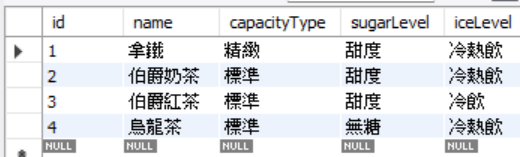 id name capacityType sugarLevel iceLevel
1 拿鐵 精緻 甜度 冷熱飲
2 伯爵奶茶 標準 甜度 冷熱飲
3 伯爵紅茶 標準 甜度 冷飲
4 烏龍茶 標準 無糖 冷熱飲
NULL NULL NULL NULL NULL